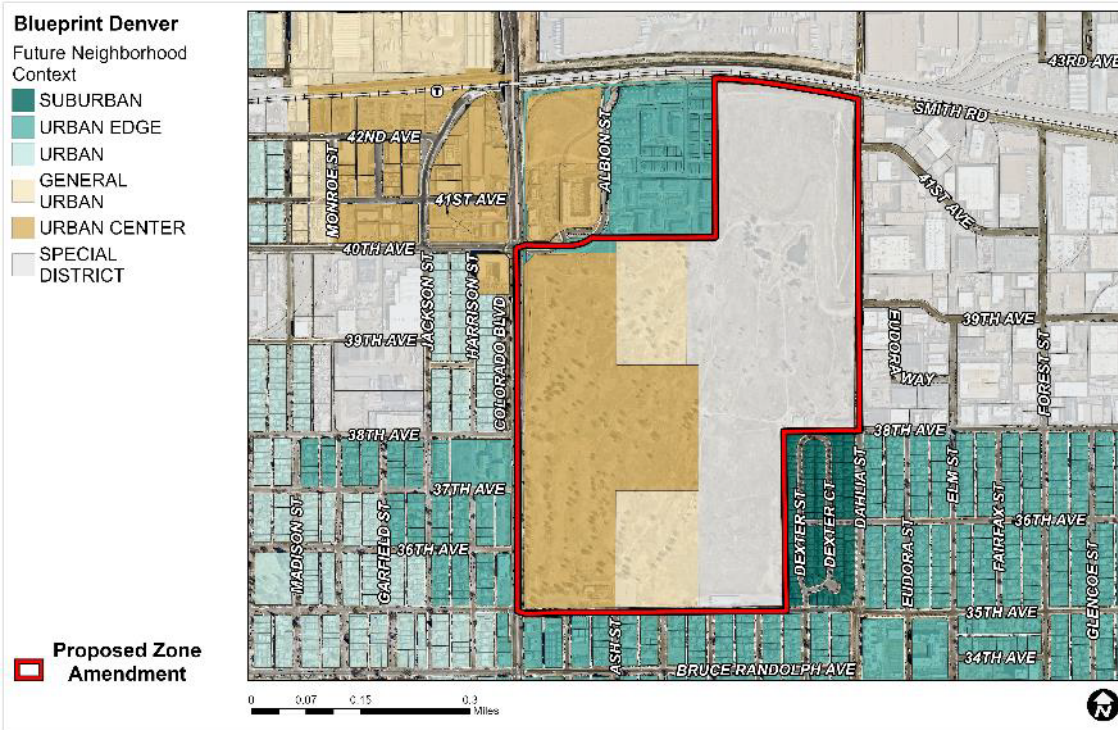 Blueprint Denver
Future Neighborhood
Context
SUBURBAN
URBAN EDGE
URBAN
GENERAL
URBAN
URBAN CENTER
SPECIAL
DISTRICT
Proposed Zone
Amendment
43RD AVE
SMITH RD
T
42ND AVE
MONROE ST
ALBION ST
41ST AVE
41ST AVE
40TH AVE
JACKSON ST
HARRISON ST
COLORADO BLVD
39TH AVE
39TH AVE
EUDORA
WAY
FOREST ST
38TH AVE
38TH AVE
37TH AVE
MADISON ST
GARFIELD ST
36TH AVE
DEXTER ST
DEXTER CT
DAHLIA ST
EUDORA ST
ELM ST
FAIRFAX ST
GLENCOE ST
36TH AVE
35TH AVE
ASH ST
34TH AVE
BRUCE RANDOLPH AVE
0 0.07 0.15 0.3
Miles
N